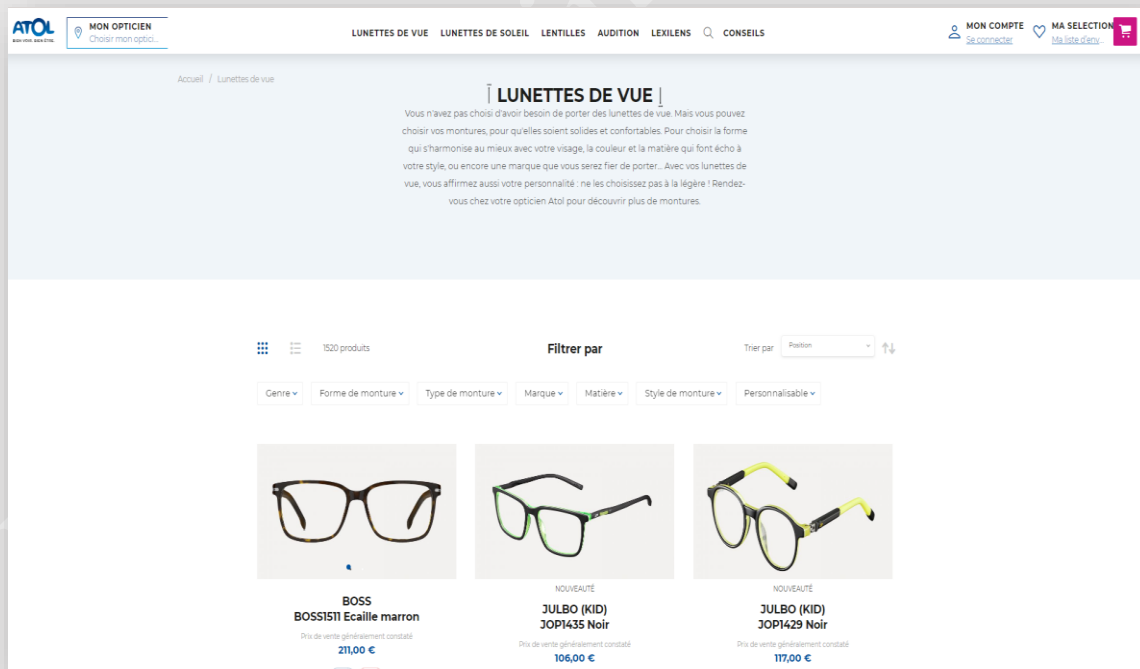 ATOL
BIEN VOIR, BIEN ÊTRE.
MON OPTICIEN
Choisir mon optici...
LUNETTES DE VUE
LUNETTES DE SOLEIL
LENTILLES
AUDITION
LEXILENS
CONSEILS
MON COMPTE
Se connecter
MA SELECTION
Ma liste d'env...
Accueil / Lunettes de vue
LUNETTES DE VUE
Vous n'avez pas choisi d'avoir besoin de porter des lunettes de vue. Mais vous pouvez
choisir vos montures, pour qu'elles soient solides et confortables. Pour choisir la forme
qui s'harmonise au mieux avec votre visage, la couleur et la matière qui font écho à
votre style, ou encore une marque que vous serez fier de porter... Avec vos lunettes de
vue, vous affirmez aussi votre personnalité : ne les choisissez pas à la légère ! Rendez-
vous chez votre opticien Atol pour découvrir plus de montures.
1520 produits
Filtrer par
Trier par
Position
Genre
Forme de monture
Type de monture
Marque
Matière
Style de monture
Personnalisable
BOSS
BOSS1511 Ecaille marron
Prix de vente généralement constaté
211,00 €
NOUVEAUTÉ
JULBO (KID)
JOP1435 Noir
Prix de vente généralement constaté
106,00 €
NOUVEAUTÉ
JULBO (KID)
JOP1429 Noir
Prix de vente généralement constaté
117,00 €